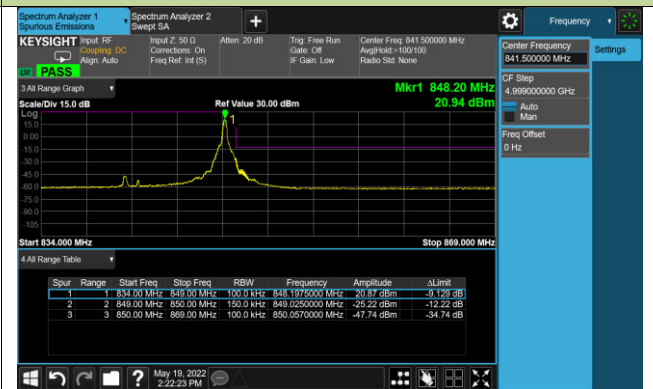 Spectrum Analyzer 1
Spurious Emissions
Spectrum Analyzer 2
Swept SA
Frequency
KEYSIGHT
Input: RF
Coupling: DC
Align: Auto
Input Z: 50 Ω
Corrections: On
Freq Ref: Int (S)
Atten: 20 dB
Trig: Free Run
Gate: Off
IF Gain: Low
Center Freq: 841.500000 MHz
Avg|Hold:>100/100
Radio Std: None
PASS
Center Frequency
841.500000 MHz
Settings
CF Step
4.999000000 GHz
Auto
Man
Freq Offset
0 Hz
3 All Range Graph
Mkr1 848.20 MHz
Scale/Div 15.0 dB
Ref Value 30.00 dBm
20.94 dBm
Log
1
15.0
0.00
-15.0
-30.0
-45.0
-60.0
-75.0
-90.0
-105
Start 834.000 MHz
Stop 869.000 MHz
4 All Range Table
Spur Range Start Freq Stop Freq RBW Frequency Amplitude ΔLimit
1 1 834.00 MHz 849.00 MHz 100.0 kHz 848.1975000 MHz 20.87 dBm -9.129 dB
2 2 849.00 MHz 850.00 MHz 150.0 kHz 849.0250000 MHz -25.22 dBm -12.22 dB
3 3 850.00 MHz 869.00 MHz 100.0 kHz 850.0570000 MHz -47.74 dBm -34.74 dB
May 19, 2022
2:22:23 PM